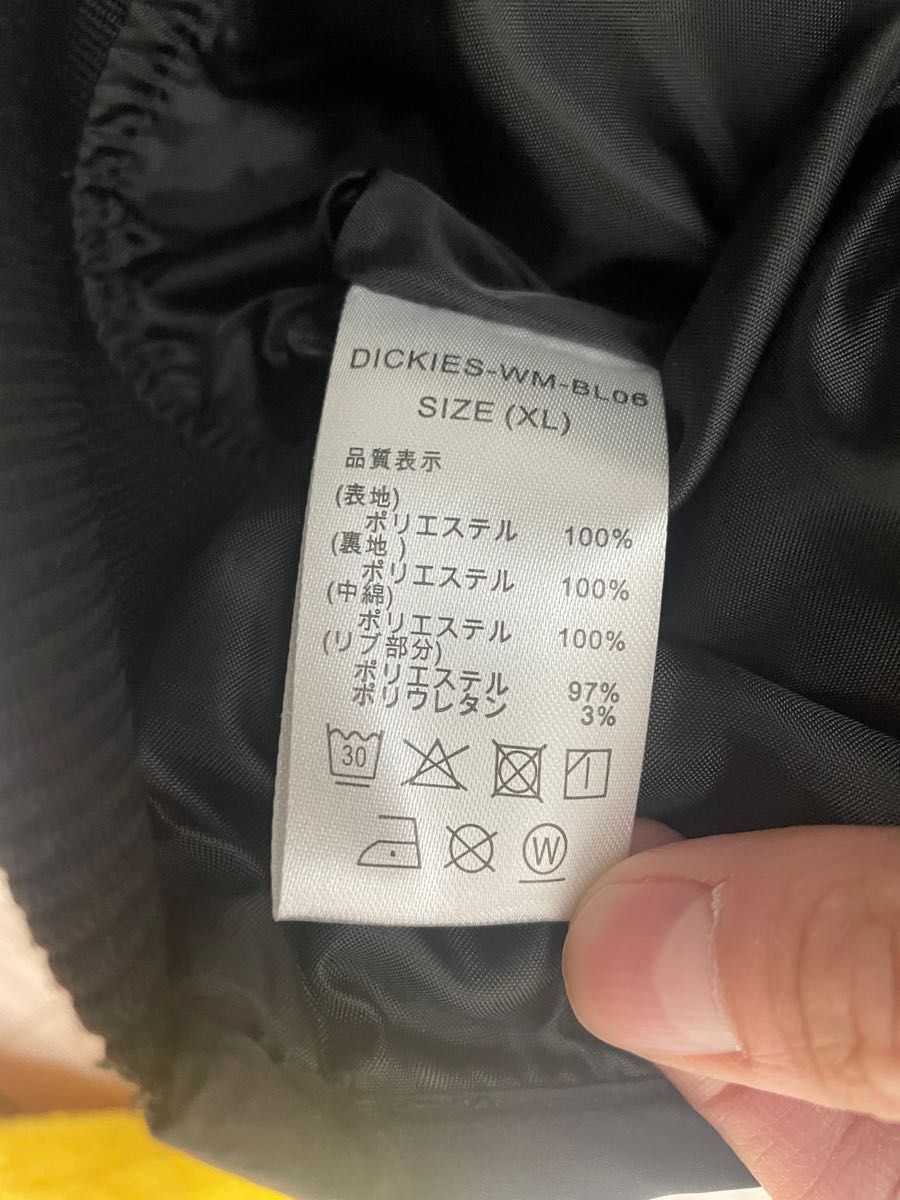 DICKIES-WM-BL06
SIZE (XL)
品質表示
(表地)
ポリエステル 100%
(裏地)
ポリエステル 100%
(中綿)
ポリエステル 100%
(リブ部分)
ポリエステル 97%
ポリウレタン 3%
30
W